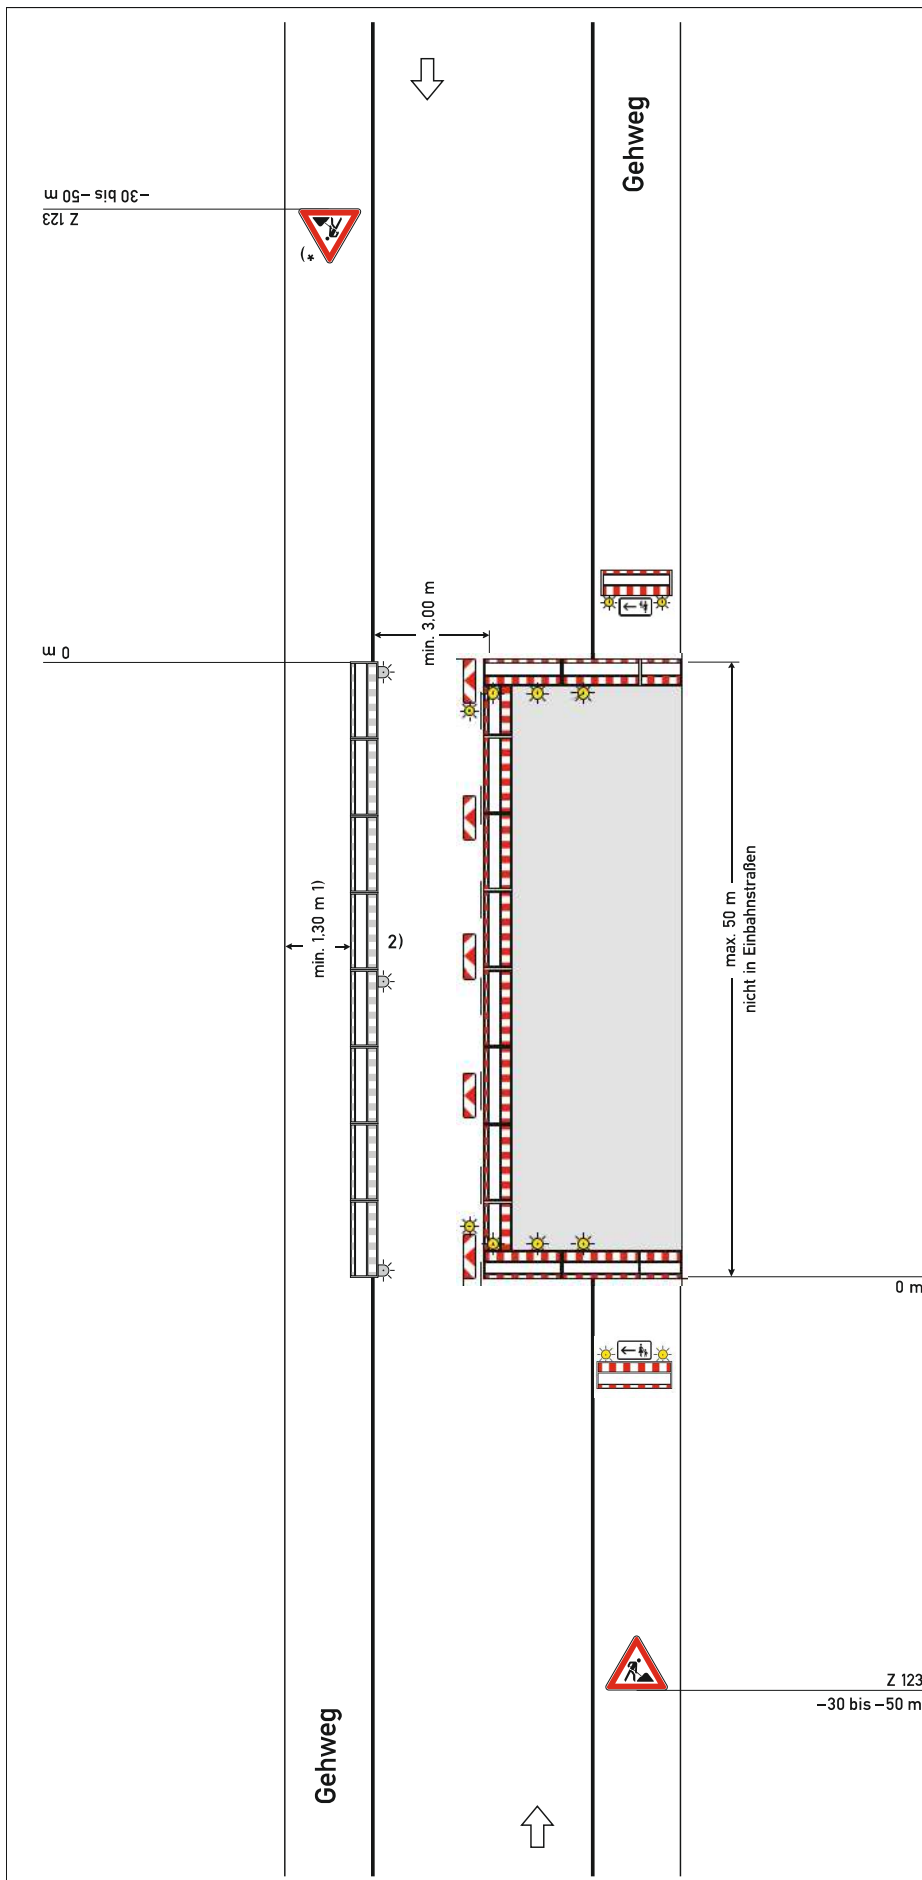 Gehweg
–30 bis –50 m
Z 123
*)
min. 3,00 m
0 m
min. 1,30 m 1)
2)
max. 50 m
nicht in Einbahnstraßen
0 m
Z 123
–30 bis –50 m
Gehweg